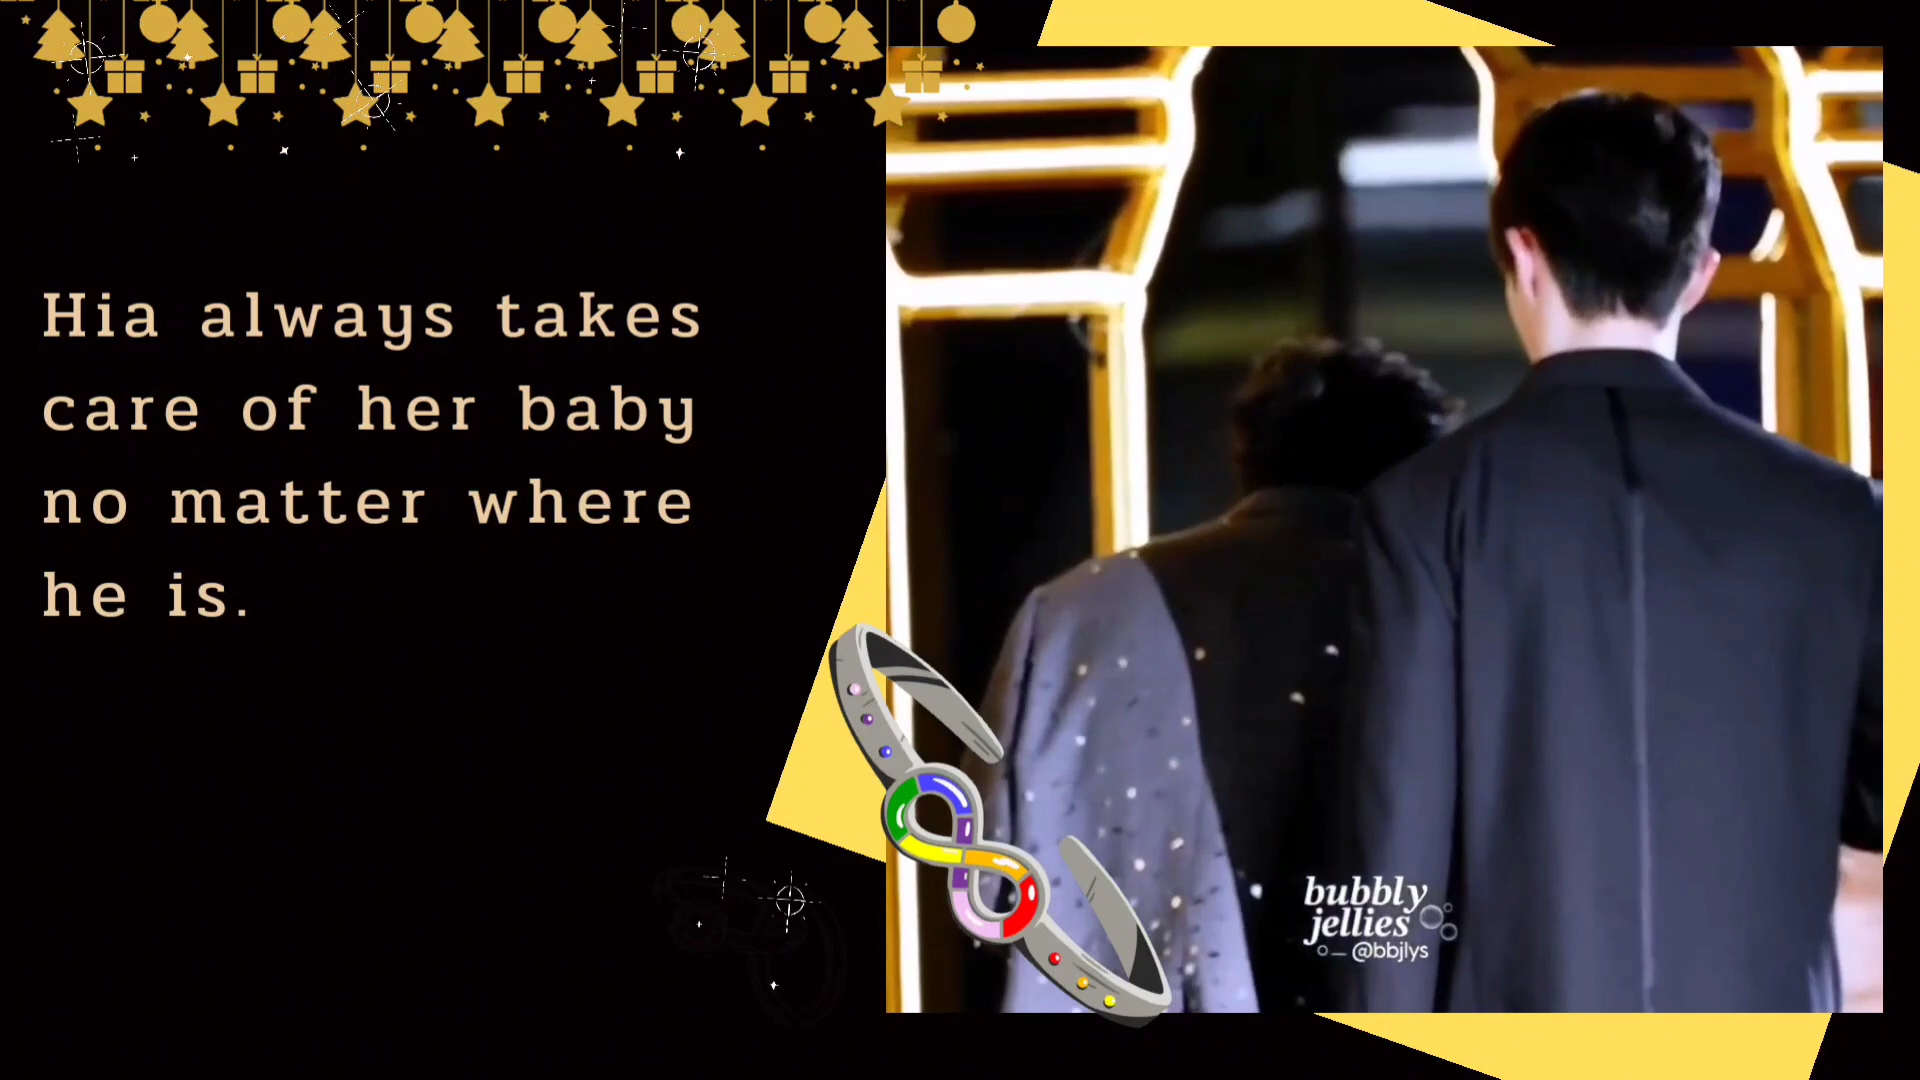 Hia always takes
care of her baby
no matter where
he is.
bubbly
jellies
@bbjlys